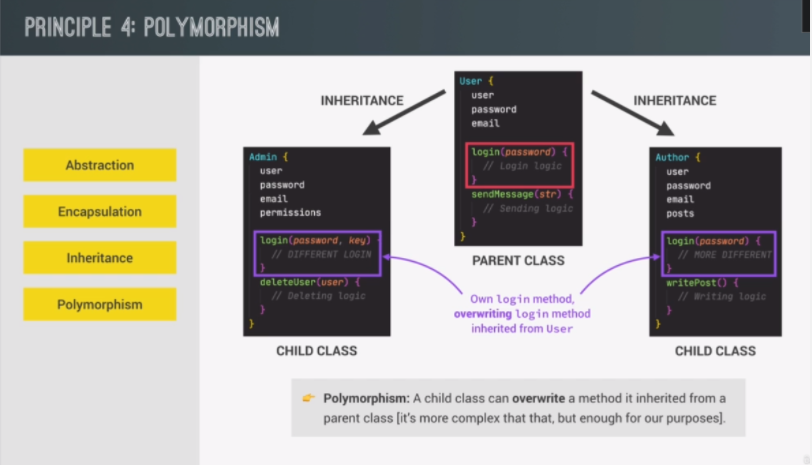 PRINCIPLE 4: POLYMORPHISM
Abstraction
Encapsulation
Inheritance
Polymorphism
INHERITANCE
INHERITANCE
User {
user
password
email
login(password) {
// Login logic
}
sendMessage(str) {
// Sending logic
}
}
PARENT CLASS
Admin {
user
password
email
permissions
login(password, key) {
// DIFFERENT LOGIN
}
deleteUser(user) {
// Deleting logic
}
}
CHILD CLASS
Author {
user
password
email
posts
login(password) {
// MORE DIFFERENT
}
writePost() {
// Writing logic
}
}
CHILD CLASS
Own login method,
overwriting login method
inherited from User
👉 Polymorphism: A child class can overwrite a method it inherited from a
parent class [it's more complex that that, but enough for our purposes].